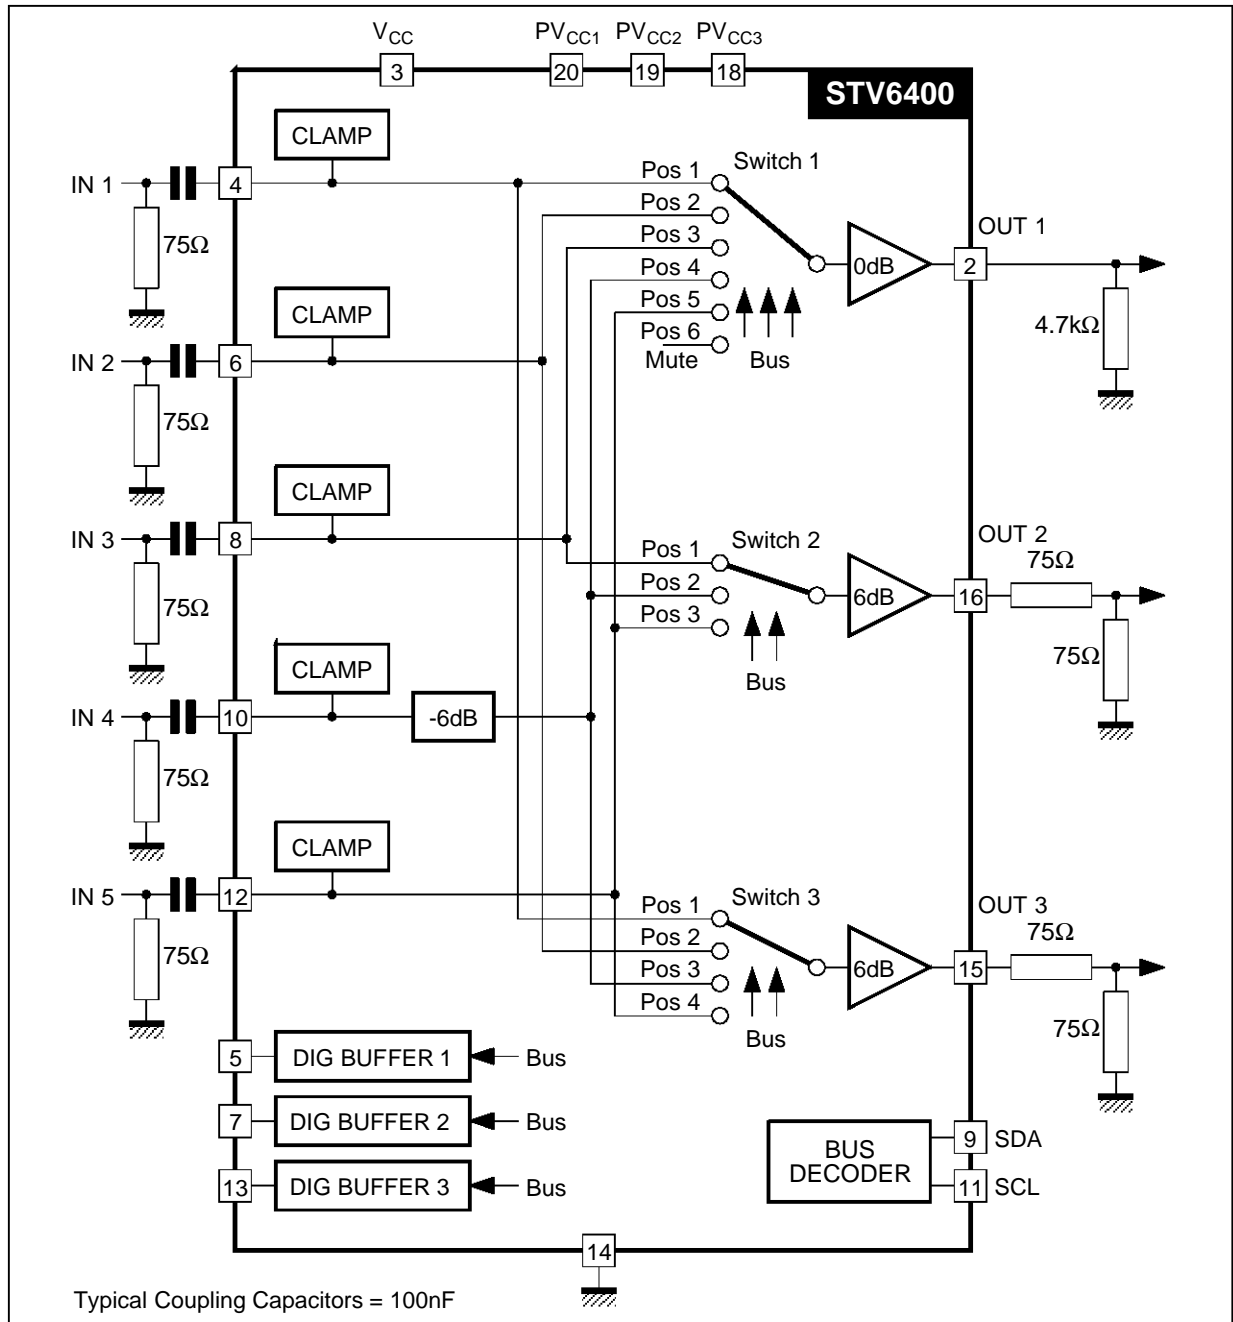 V_CC PV_CC1 PV_CC2 PV_CC3
3 20 19 18
STV6400
CLAMP
IN 1
4
75Ω
Pos 1
Switch 1
Pos 2
Pos 3
Pos 4
Pos 5
Pos 6
Mute
Bus
0dB
OUT 1
2
4.7kΩ
CLAMP
IN 2
6
75Ω
CLAMP
IN 3
8
75Ω
Pos 1
Switch 2
Pos 2
Pos 3
Bus
6dB
OUT 2
16
75Ω
75Ω
CLAMP
IN 4
10
-6dB
75Ω
CLAMP
IN 5
12
75Ω
Pos 1
Switch 3
Pos 2
Pos 3
Pos 4
Bus
6dB
OUT 3
15
75Ω
75Ω
5 DIG BUFFER 1 Bus
7 DIG BUFFER 2 Bus
13 DIG BUFFER 3 Bus
BUS
DECODER
9 SDA
11 SCL
14
Typical Coupling Capacitors = 100nF